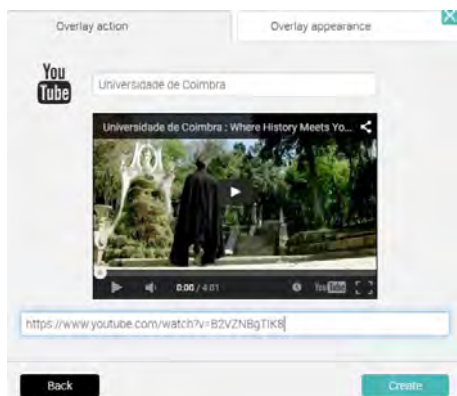 Overlay action
Overlay appearance
You
Tube
Universidade de Coimbra
Universidade de Coimbra : Where History Meets Yo...
0:00 / 4:01
YouTube
https://www.youtube.com/watch?v=B2VZNBgTlK8
Back
Create